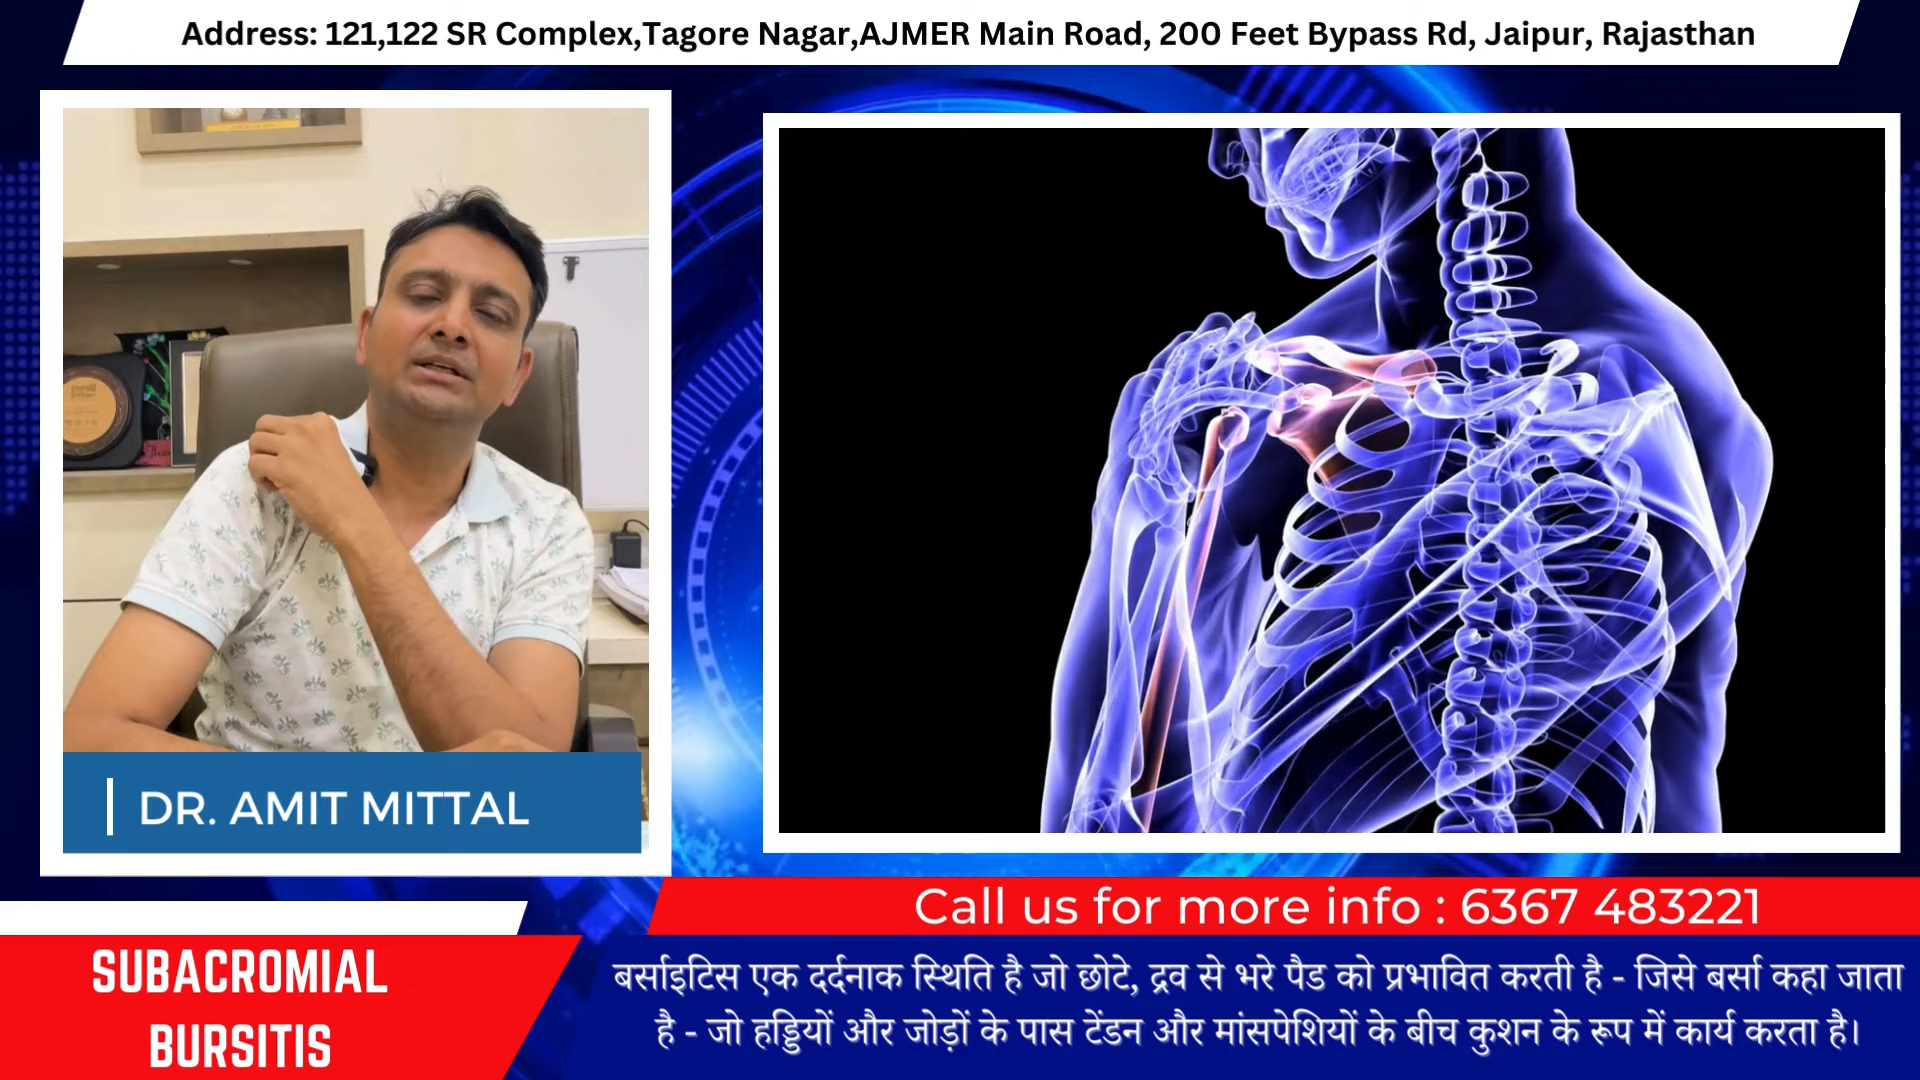 Address: 121,122 SR Complex,Tagore Nagar,AJMER Main Road, 200 Feet Bypass Rd, Jaipur, Rajasthan
DR. AMIT MITTAL
Call us for more info : 6367 483221
SUBACROMIAL
BURSITIS
बर्साइटिस एक दर्दनाक स्थिति है जो छोटे, द्रव से भरे पैड को प्रभावित करती है - जिसे बर्सा कहा जाता
है - जो हड्डियों और जोड़ों के पास टेंडन और मांसपेशियों के बीच कुशन के रूप में कार्य करता है।